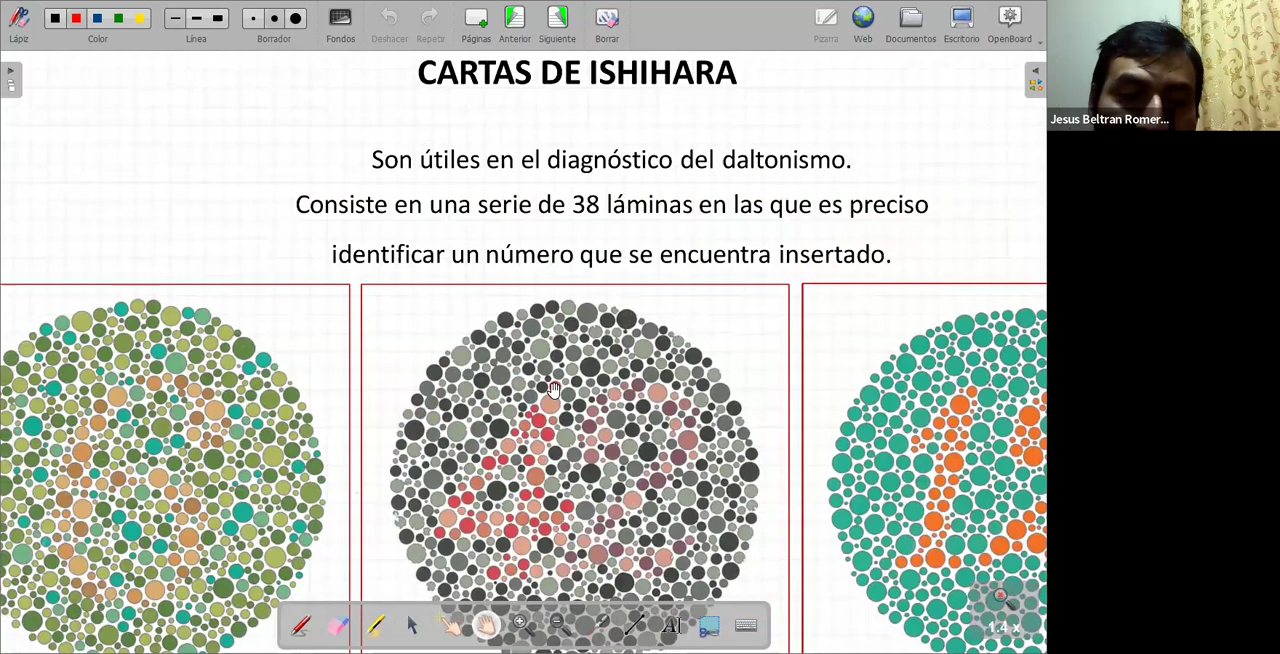 Lápiz
Color
Línea
Borrador
Fondos
Deshacer
Repetir
Páginas
Anterior
Siguiente
Borrar
Pizarra
Web
Documentos
Escritorio
OpenBoard
CARTAS DE ISHIHARA
Son útiles en el diagnóstico del daltonismo.
Consiste en una serie de 38 láminas en las que es preciso
identificar un número que se encuentra insertado.
Jesus Beltran Romer...
1.4 x